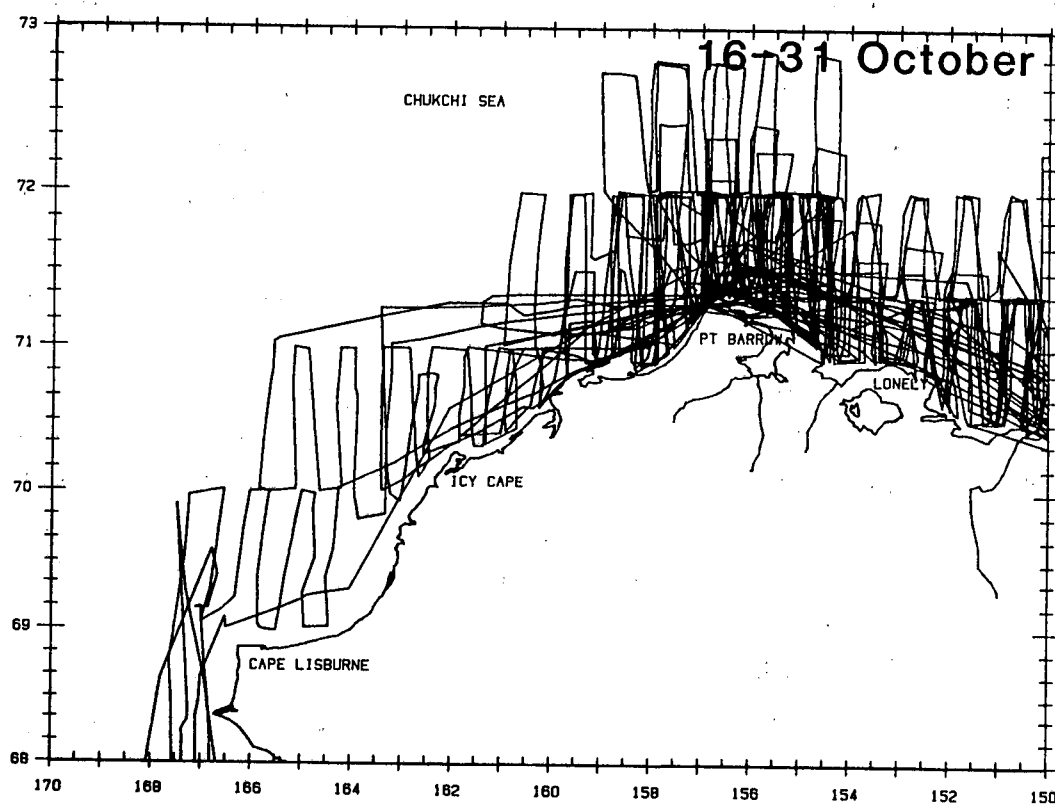 73
16-31 October
CHUKCHI SEA
72
71
PT BARROW
LONELY
70
ICY CAPE
69
CAPE LISBURNE
68
170 168 166 164 162 160 158 156 154 152 150